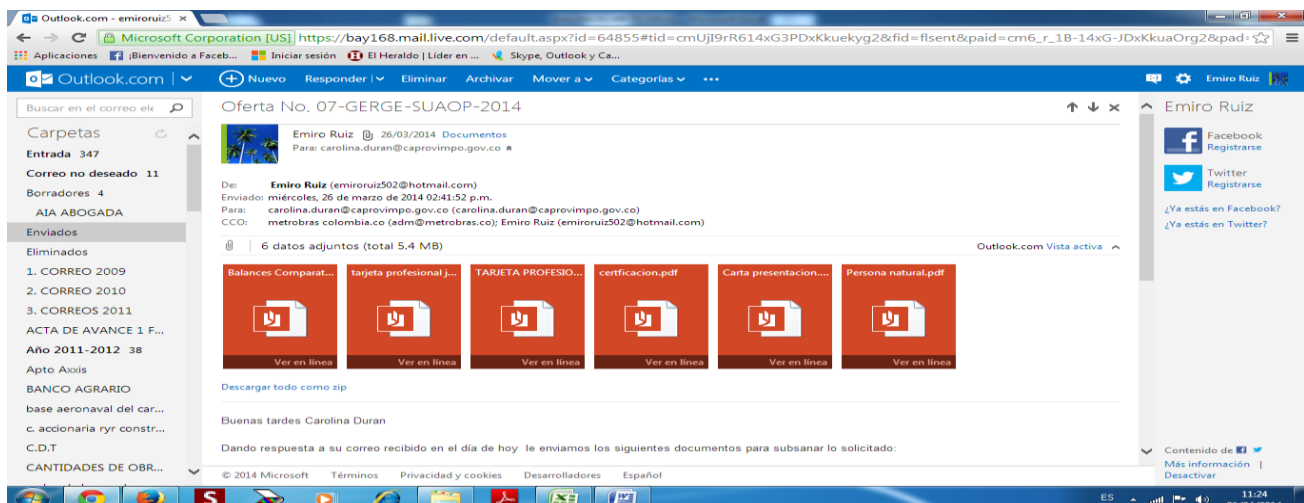 Outlook.com - emiroruiz5
Microsoft Corporation [US] https://bay168.mail.live.com/default.aspx?id=64855#tid=cmUjI9rR614xG3PDxKkuekyg2&fid=flsent&paid=cm6_r_1B-14xG-JDxKkuaOrg2&pad
Aplicaciones ¡Bienvenido a Faceb... Iniciar sesión El Heraldo | Líder en ... Skype, Outlook y Ca...
Outlook.com Nuevo Responder Eliminar Archivar Mover a Categorías ... Emiro Ruiz
Buscar en el correo ele
Carpetas
Entrada 347
Correo no deseado 11
Borradores 4
AIA ABOGADA
Enviados
Eliminados
1. CORREO 2009
2. CORREO 2010
3. CORREOS 2011
ACTA DE AVANCE 1 F...
Año 2011-2012 38
Apto Axxis
BANCO AGRARIO
base aeronaval del car...
c. accionaria ryr constr...
C.D.T
CANTIDADES DE OBR...
Oferta No. 07-GERGE-SUAOP-2014
Emiro Ruiz 26/03/2014 Documentos
Para: carolina.duran@caprovimpo.gov.co
De: Emiro Ruiz (emiroruiz502@hotmail.com)
Enviado: miércoles, 26 de marzo de 2014 02:41:52 p.m.
Para: carolina.duran@caprovimpo.gov.co (carolina.duran@caprovimpo.gov.co)
CCO: metrobras colombia.co (adm@metrobras.co); Emiro Ruiz (emiroruiz502@hotmail.com)
6 datos adjuntos (total 5,4 MB) Outlook.com Vista activa
Balances Comparat... tarjeta profesional j... TARJETA PROFESIO... certficacion.pdf Carta presentacion.... Persona natural.pdf
Ver en línea Ver en línea Ver en línea Ver en línea Ver en línea Ver en línea
Descargar todo como zip
Buenas tardes Carolina Duran
Dando respuesta a su correo recibido en el día de hoy le enviamos los siguientes documentos para subsanar lo solicitado:
© 2014 Microsoft Términos Privacidad y cookies Desarrolladores Español
Emiro Ruiz
Facebook
Registrarse
Twitter
Registrarse
¿Ya estás en Facebook?
¿Ya estás en Twitter?
Contenido de
Más información |
Desactivar
ES 11:24